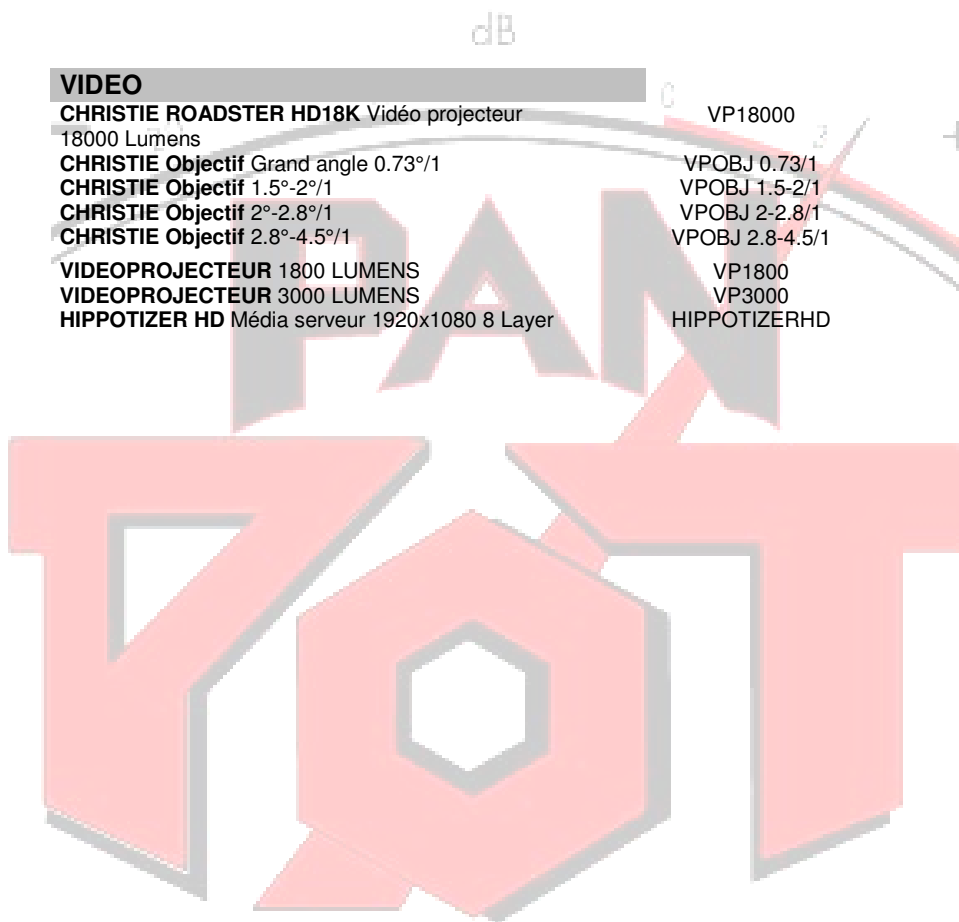 dB
VIDEO
CHRISTIE ROADSTER HD18K Vidéo projecteur VP18000
18000 Lumens
CHRISTIE Objectif Grand angle 0.73°/1 VPOBJ 0.73/1
CHRISTIE Objectif 1.5°-2°/1 VPOBJ 1.5-2/1
CHRISTIE Objectif 2°-2.8°/1 VPOBJ 2-2.8/1
CHRISTIE Objectif 2.8°-4.5°/1 VPOBJ 2.8-4.5/1
VIDEOPROJECTEUR 1800 LUMENS VP1800
VIDEOPROJECTEUR 3000 LUMENS VP3000
HIPPOTIZER HD Média serveur 1920x1080 8 Layer HIPPOTIZERHD
0
PAN
POT